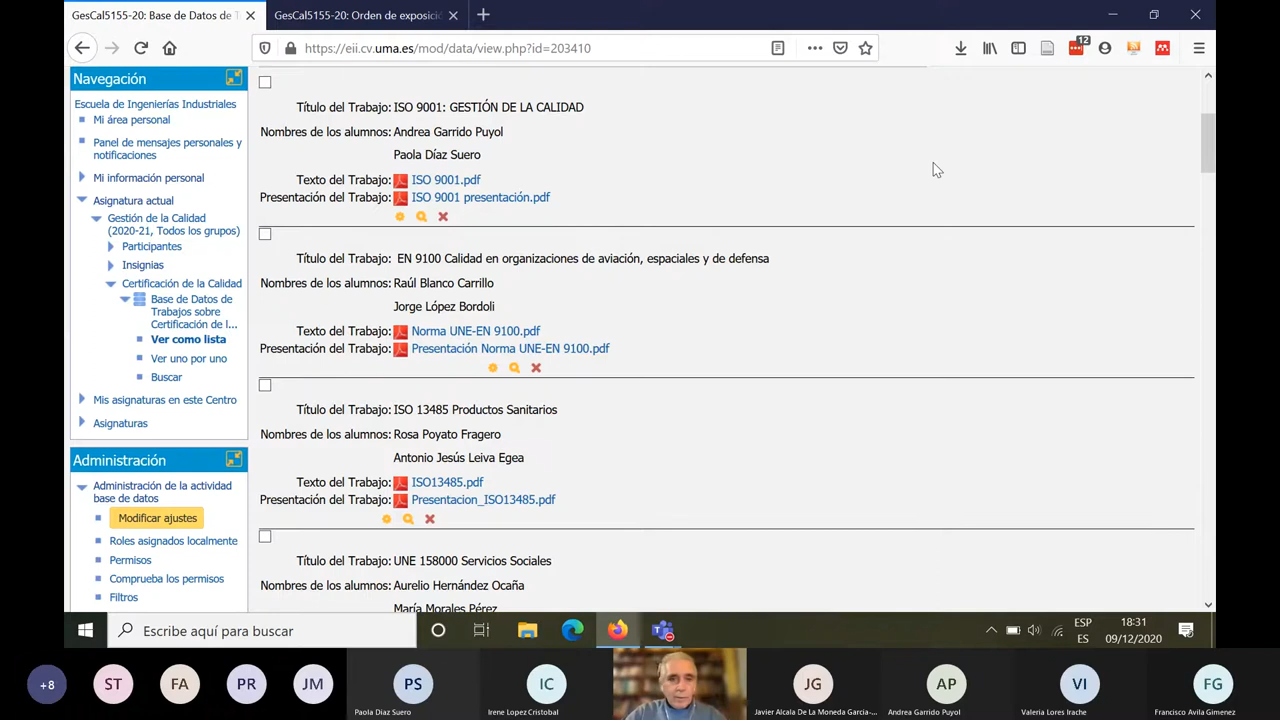 GesCal5155-20: Base de Datos de T
GesCal5155-20: Orden de exposició
https://eii.cv.uma.es/mod/data/view.php?id=203410
12
Navegación
Escuela de Ingenierías Industriales
Mi área personal
Panel de mensajes personales y
notificaciones
Mi información personal
Asignatura actual
Gestión de la Calidad
(2020-21, Todos los grupos)
Participantes
Insignias
Certificación de la Calidad
Base de Datos de
Trabajos sobre
Certificación de l...
Ver como lista
Ver uno por uno
Buscar
Mis asignaturas en este Centro
Asignaturas
Administración
Administración de la actividad
base de datos
Modificar ajustes
Roles asignados localmente
Permisos
Comprueba los permisos
Filtros
Título del Trabajo: ISO 9001: GESTIÓN DE LA CALIDAD
Nombres de los alumnos: Andrea Garrido Puyol
Paola Díaz Suero
Texto del Trabajo: ISO 9001.pdf
Presentación del Trabajo: ISO 9001 presentación.pdf
Título del Trabajo: EN 9100 Calidad en organizaciones de aviación, espaciales y de defensa
Nombres de los alumnos: Raúl Blanco Carrillo
Jorge López Bordoli
Texto del Trabajo: Norma UNE-EN 9100.pdf
Presentación del Trabajo: Presentación Norma UNE-EN 9100.pdf
Título del Trabajo: ISO 13485 Productos Sanitarios
Nombres de los alumnos: Rosa Poyato Fragero
Antonio Jesús Leiva Egea
Texto del Trabajo: ISO13485.pdf
Presentación del Trabajo: Presentacion_ISO13485.pdf
Título del Trabajo: UNE 158000 Servicios Sociales
Nombres de los alumnos: Aurelio Hernández Ocaña
María Morales Pérez
Escribe aquí para buscar
ESP
ES
18:31
09/12/2020
+8
ST
FA
PR
JM
PS
IC
JG
AP
VI
FG
Paola Diaz Suero
Irene Lopez Cristobal
Javier Alcala De La Moneda Garcia-...
Andrea Garrido Puyol
Valeria Lores Irache
Francisco Avila Gimenez